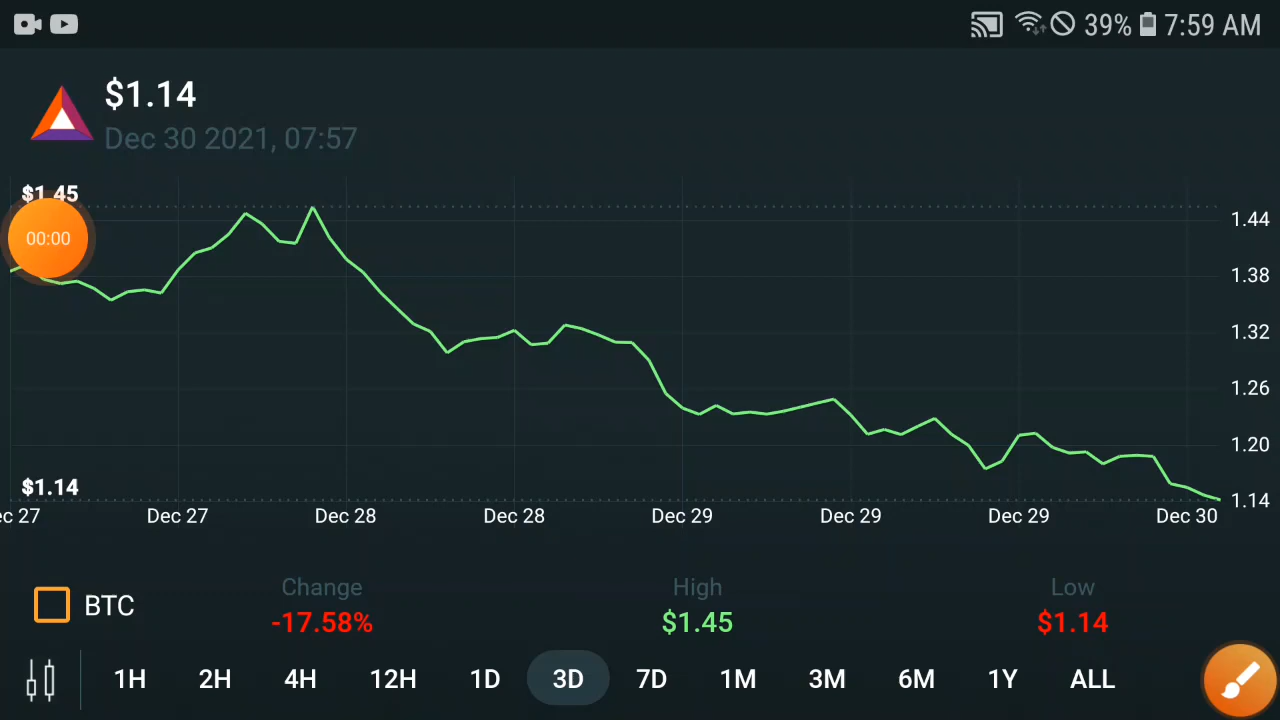 39% 7:59 AM
$1.14
Dec 30 2021, 07:57
$1.45
00:00
1.44
1.38
1.32
1.26
1.20
$1.14
1.14
ec 27 Dec 27 Dec 28 Dec 28 Dec 29 Dec 29 Dec 29 Dec 30
BTC
Change High Low
-17.58% $1.45 $1.14
1H 2H 4H 12H 1D 3D 7D 1M 3M 6M 1Y ALL